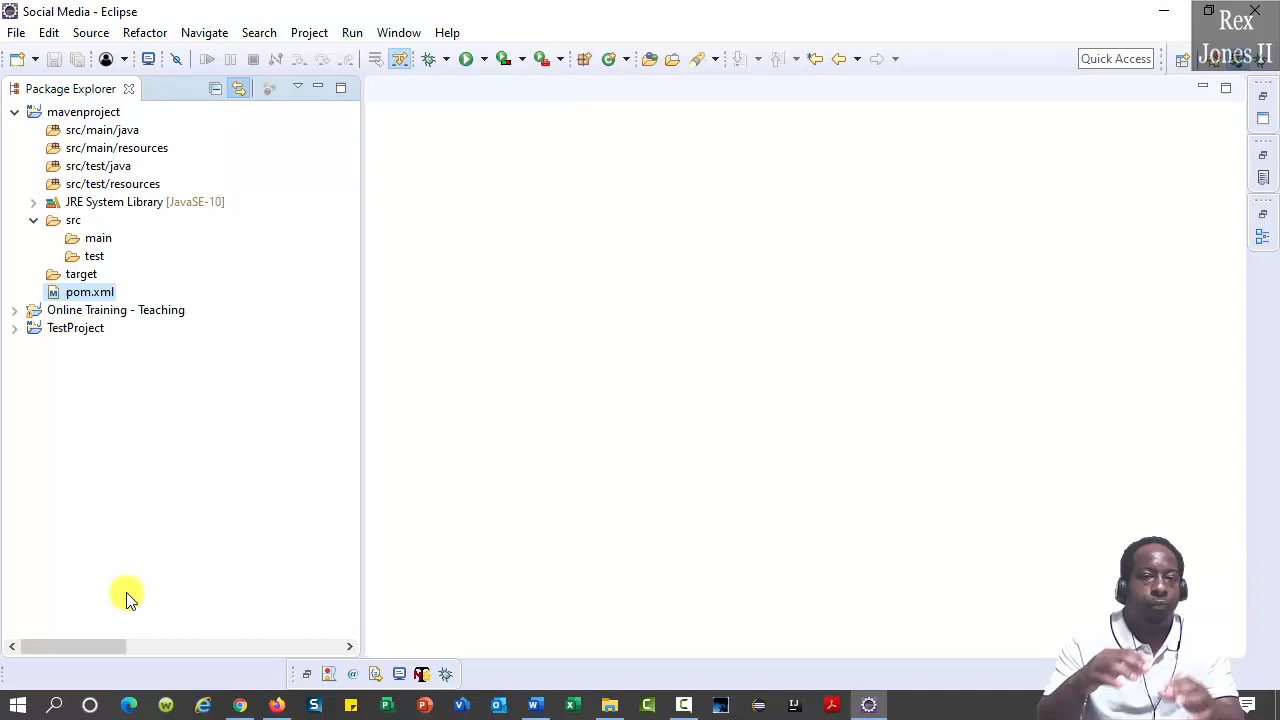 Social Media - Eclipse
Rex
Jones II
File Edit Source Refactor Navigate Search Project Run Window Help
Quick Access
Package Explorer
mavenproject
src/main/java
src/main/resources
src/test/java
src/test/resources
JRE System Library [JavaSE-10]
src
main
test
target
pom.xml
Online Training - Teaching
TestProject